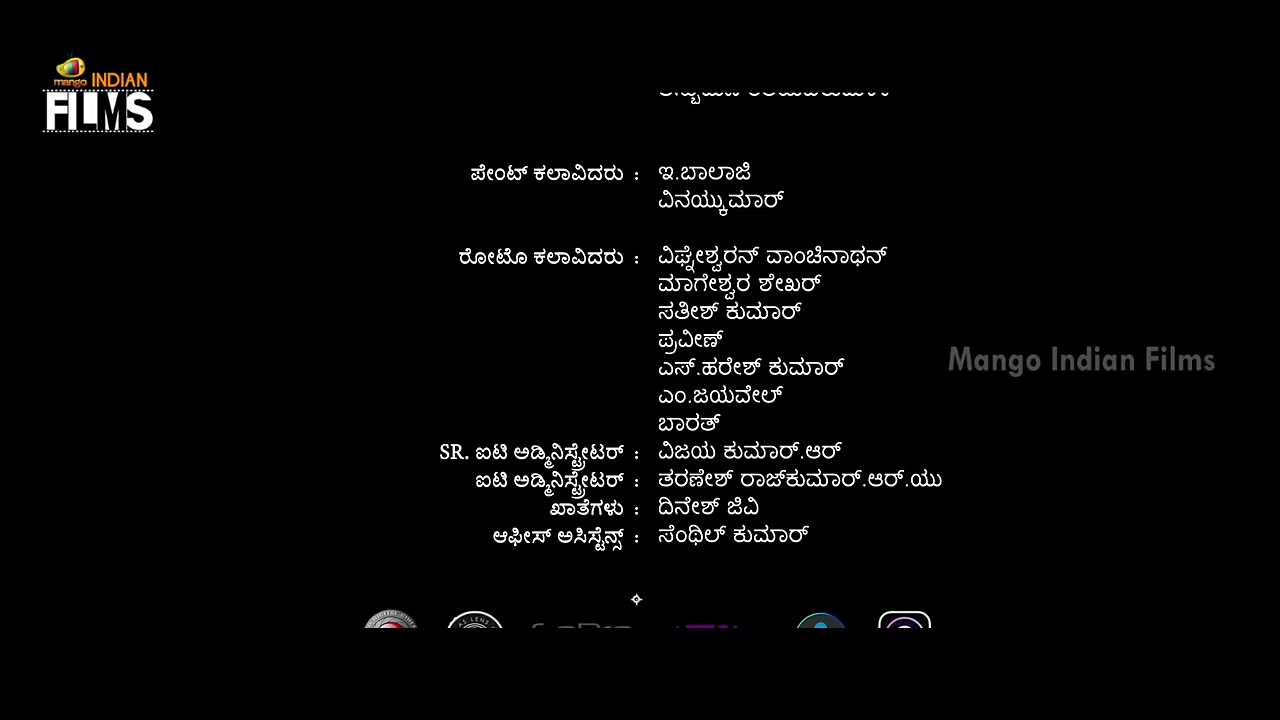 mango INDIAN
FILMS
ಪೇಂಟ್ ಕಲಾವಿದರು : ಇ.ಬಾಲಾಜಿ
ವಿನಯ್ಕುಮಾರ್
ರೋಟೊ ಕಲಾವಿದರು : ವಿಘ್ನೇಶ್ವರನ್ ವಾಂಚಿನಾಥನ್
ಮಾಗೇಶ್ವರ ಶೇಖರ್
ಸತೀಶ್ ಕುಮಾರ್
ಪ್ರವೀಣ್
Mango Indian Films
ಎಸ್.ಹರೇಶ್ ಕುಮಾರ್
ಎಂ.ಜಯವೇಲ್
ಬಾರತ್
SR. ಐಟಿ ಅಡ್ಮಿನಿಸ್ಟ್ರೇಟರ್ : ವಿಜಯ ಕುಮಾರ್.ಆರ್
ಐಟಿ ಅಡ್ಮಿನಿಸ್ಟ್ರೇಟರ್ : ತರಣೇಶ್ ರಾಜ್‌ಕುಮಾರ್.ಆರ್.ಯು
ಖಾತೆಗಳು : ದಿನೇಶ್ ಜಿವಿ
ಆಫೀಸ್ ಅಸಿಸ್ಟೆನ್ಸ್ : ಸೆಂಥಿಲ್ ಕುಮಾರ್